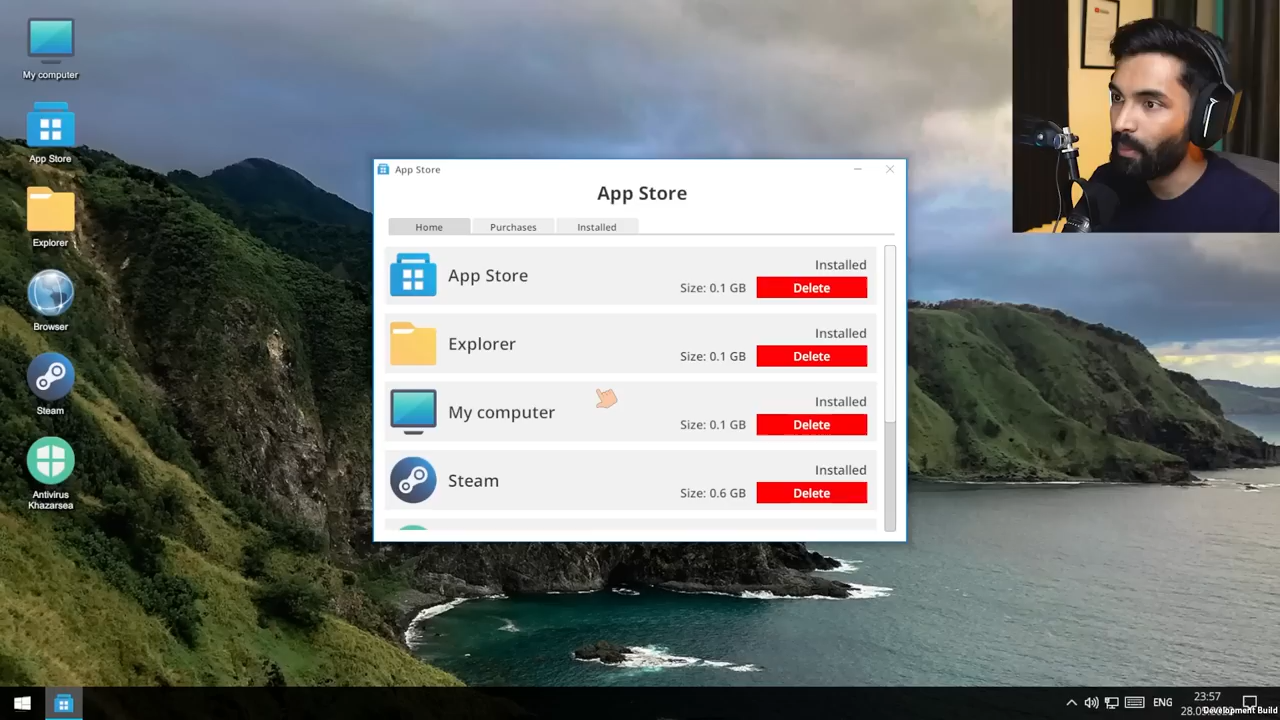 My computer
App Store
Explorer
Browser
Steam
Antivirus
Khazarsea
App Store
App Store
Home
Purchases
Installed
App Store
Installed
Size: 0.1 GB
Delete
Explorer
Installed
Size: 0.1 GB
Delete
My computer
Installed
Size: 0.1 GB
Delete
Steam
Installed
Size: 0.6 GB
Delete
ENG
23:57
Development Build